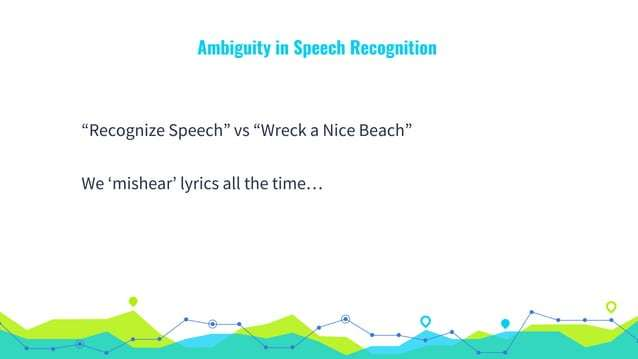 Ambiguity in Speech Recognition
“Recognize Speech” vs “Wreck a Nice Beach”
We ‘mishear’ lyrics all the time…